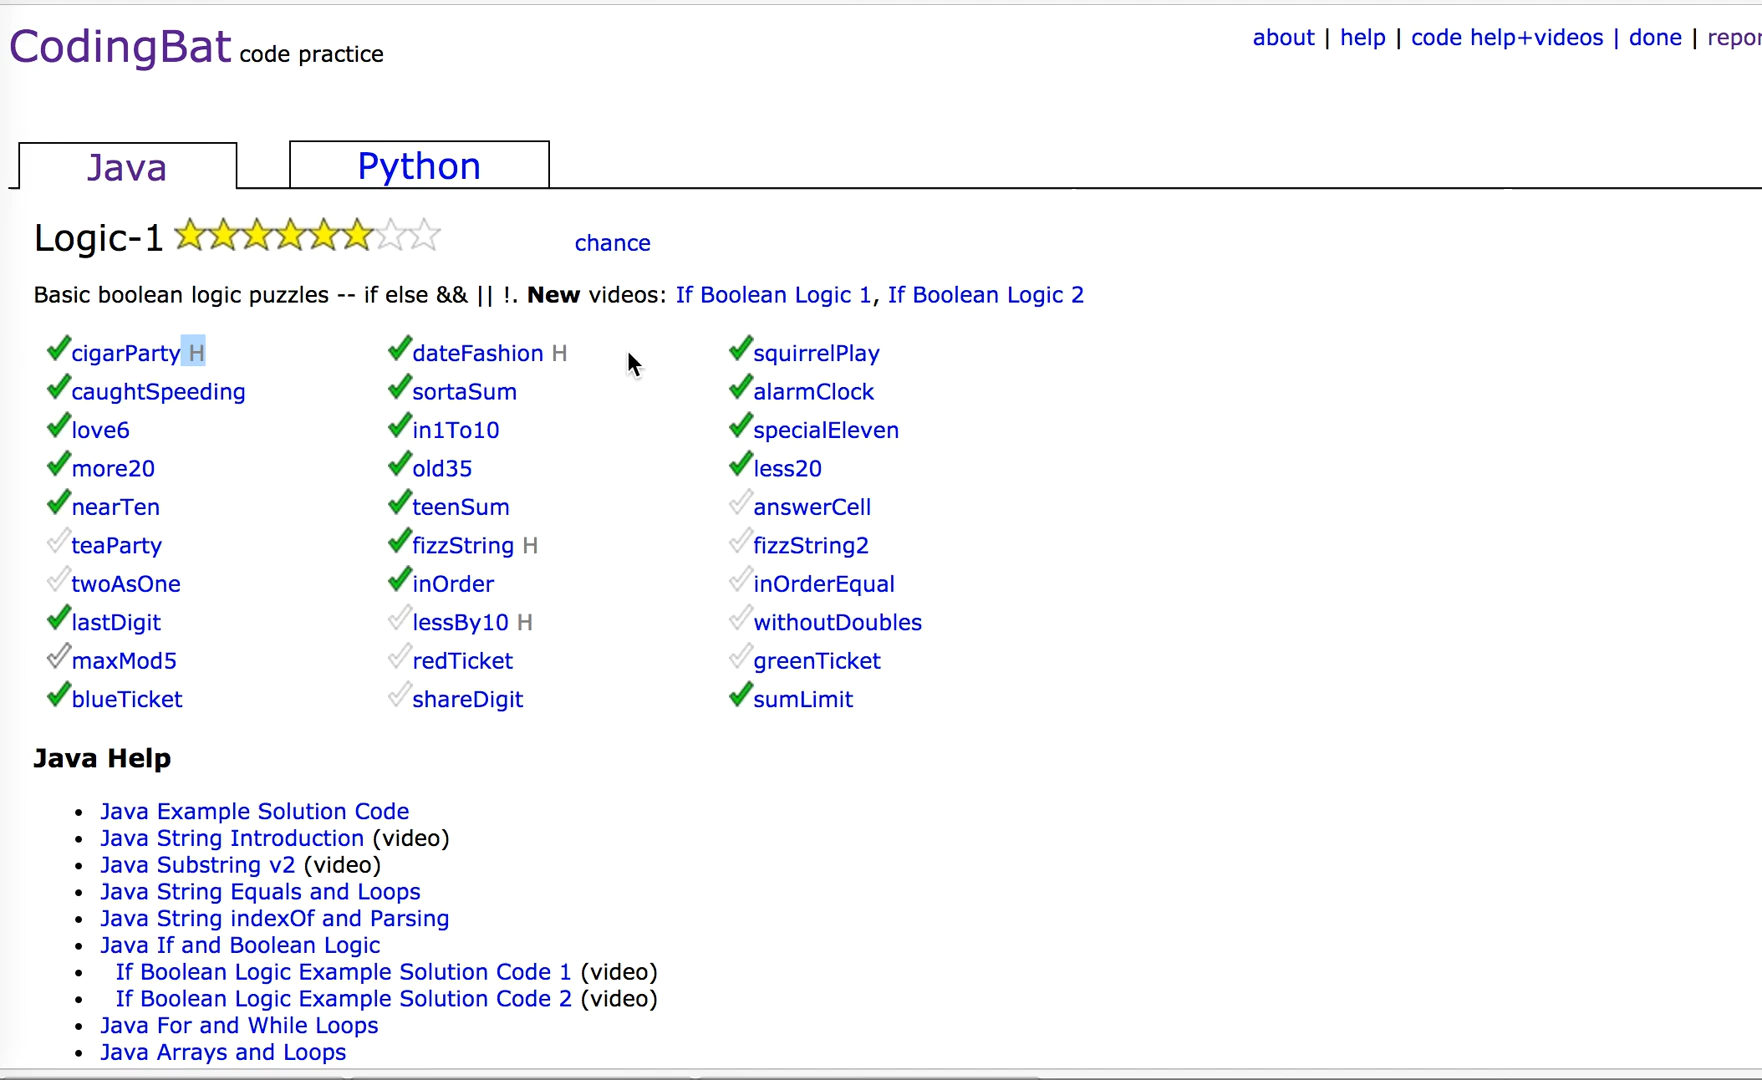 CodingBat code practice
about | help | code help+videos | done | repor
Java
Python
Logic-1
chance
Basic boolean logic puzzles -- if else && || !. New videos: If Boolean Logic 1, If Boolean Logic 2
cigarParty H dateFashion H squirrelPlay
caughtSpeeding sortaSum alarmClock
love6 in1To10 specialEleven
more20 old35 less20
nearTen teenSum answerCell
teaParty fizzString H fizzString2
twoAsOne inOrder inOrderEqual
lastDigit lessBy10 H withoutDoubles
maxMod5 redTicket greenTicket
blueTicket shareDigit sumLimit
Java Help
• Java Example Solution Code
• Java String Introduction (video)
• Java Substring v2 (video)
• Java String Equals and Loops
• Java String indexOf and Parsing
• Java If and Boolean Logic
• If Boolean Logic Example Solution Code 1 (video)
• If Boolean Logic Example Solution Code 2 (video)
• Java For and While Loops
• Java Arrays and Loops